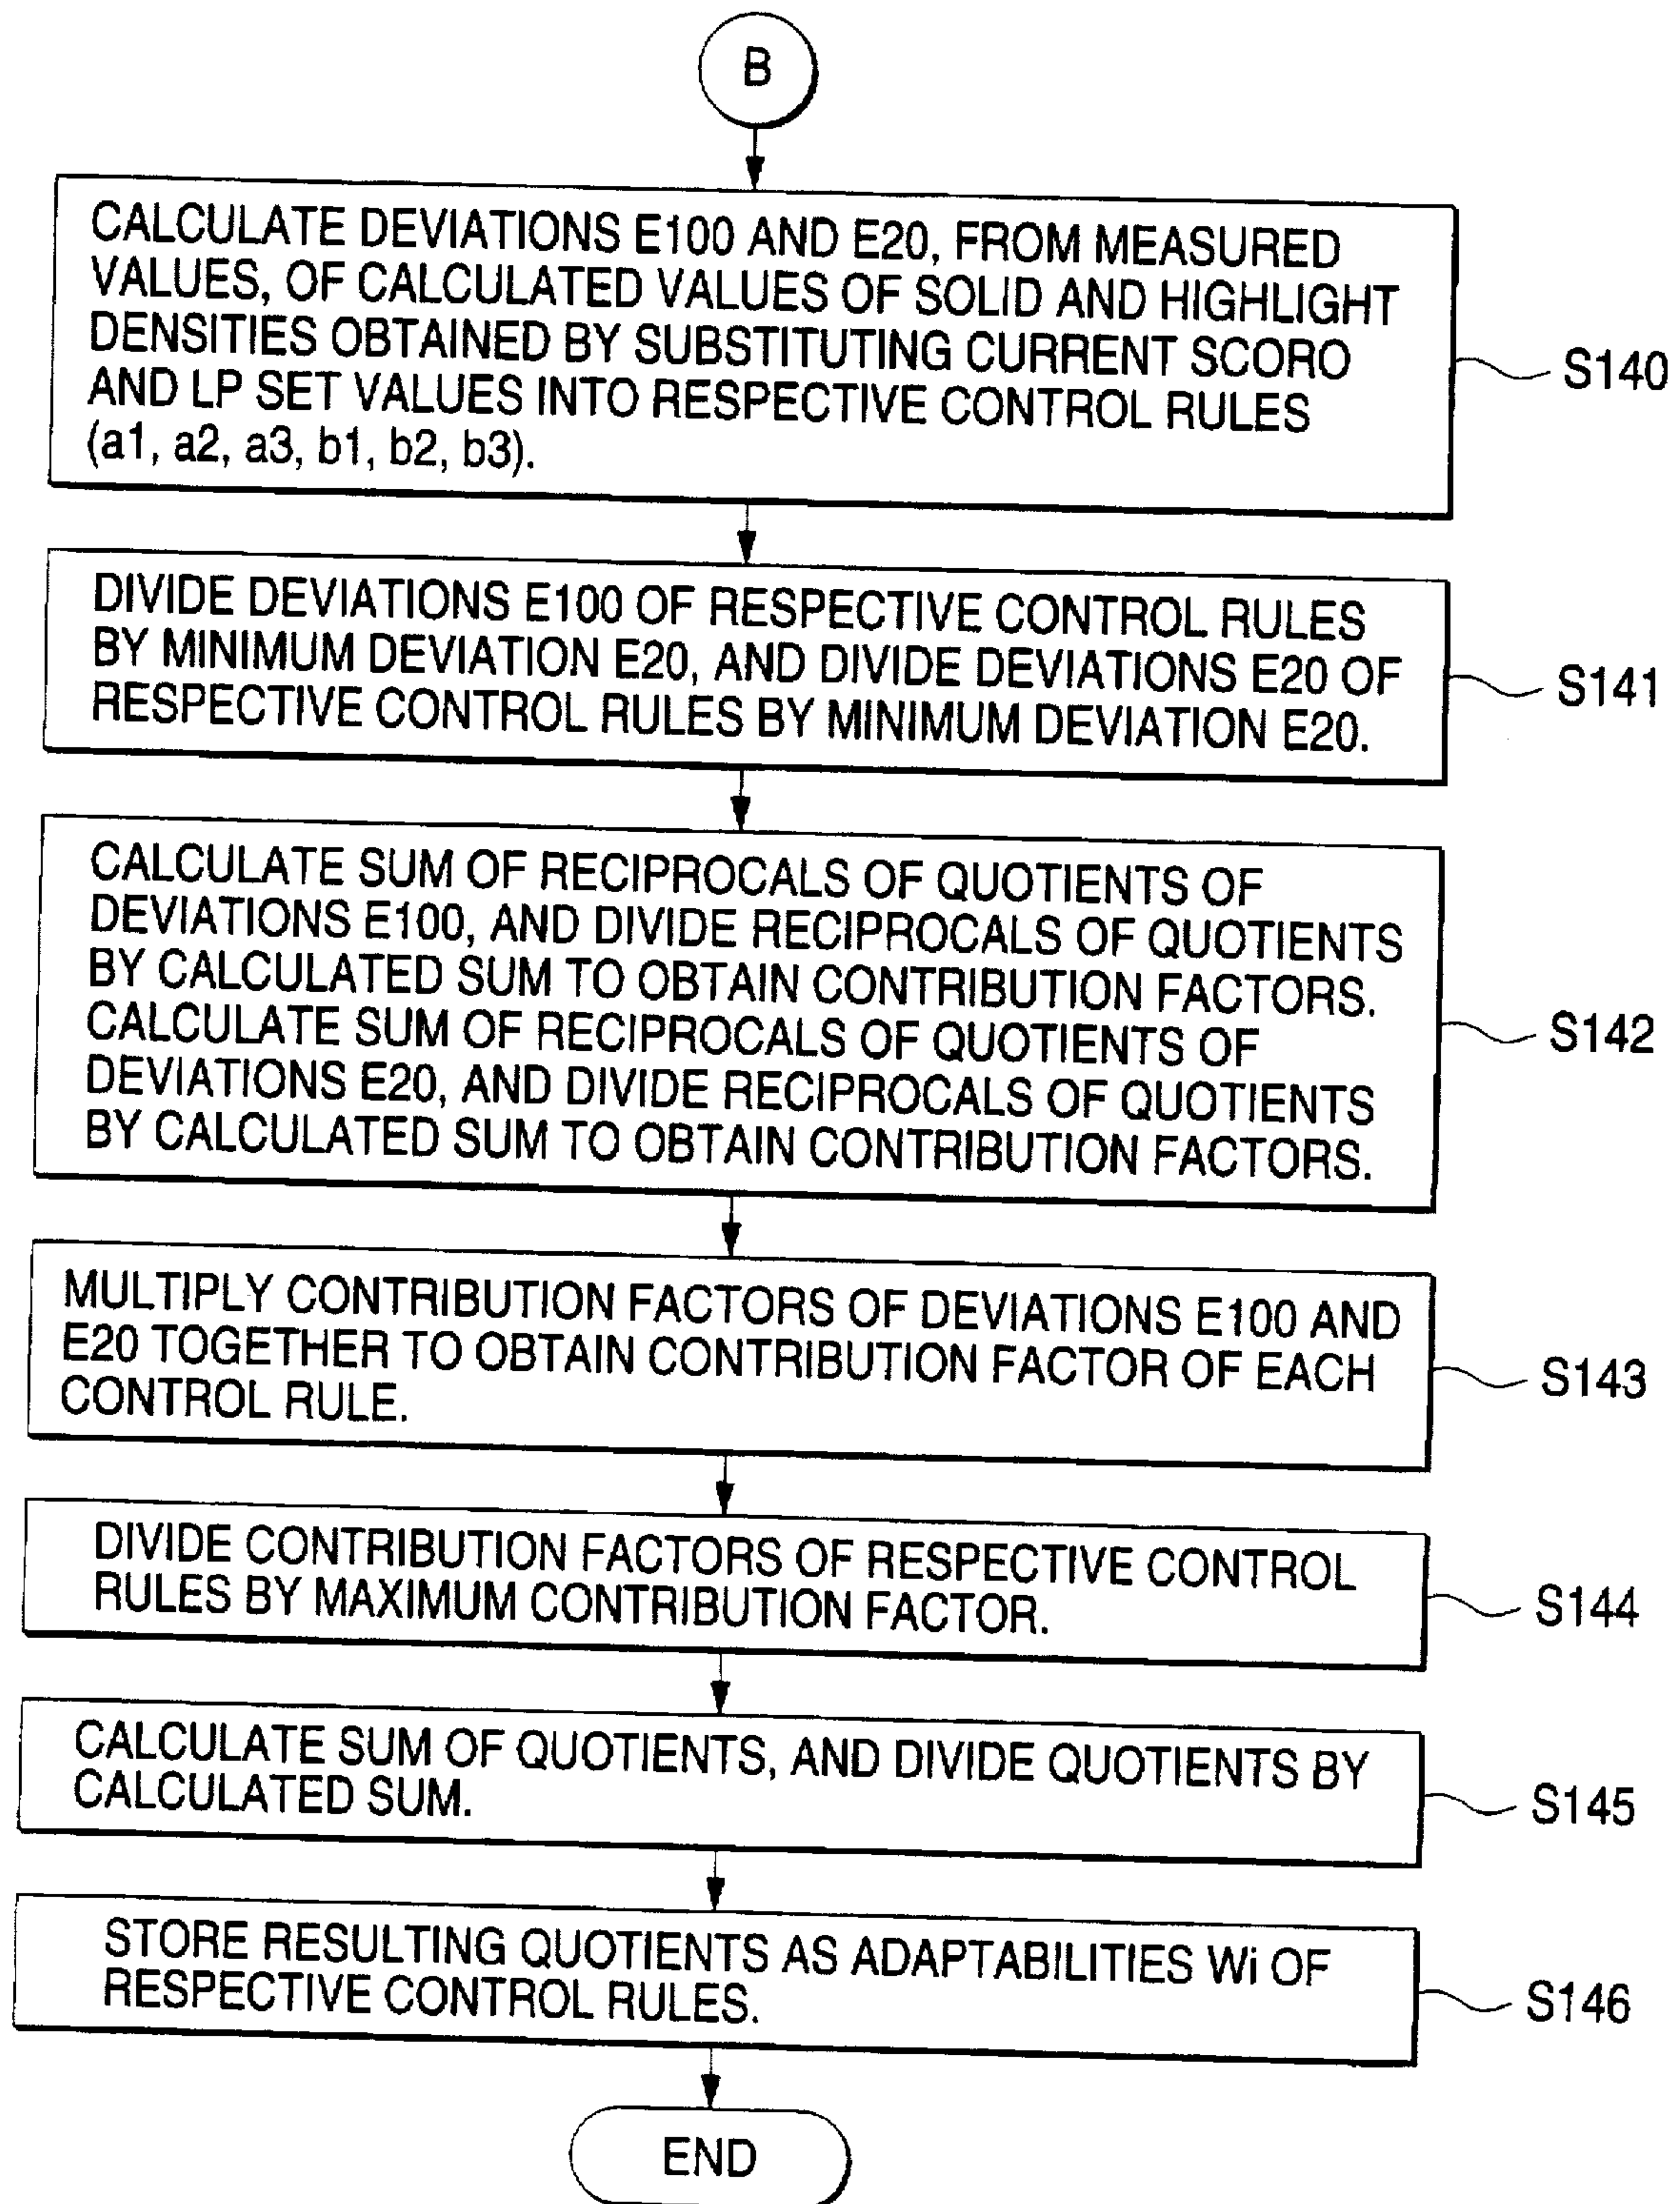 B
CALCULATE DEVIATIONS E100 AND E20, FROM MEASURED
VALUES, OF CALCULATED VALUES OF SOLID AND HIGHLIGHT
DENSITIES OBTAINED BY SUBSTITUTING CURRENT SCORO
AND LP SET VALUES INTO RESPECTIVE CONTROL RULES
(a1, a2, a3, b1, b2, b3).
S140
DIVIDE DEVIATIONS E100 OF RESPECTIVE CONTROL RULES
BY MINIMUM DEVIATION E20, AND DIVIDE DEVIATIONS E20 OF
RESPECTIVE CONTROL RULES BY MINIMUM DEVIATION E20.
S141
CALCULATE SUM OF RECIPROCALS OF QUOTIENTS OF
DEVIATIONS E100, AND DIVIDE RECIPROCALS OF QUOTIENTS
BY CALCULATED SUM TO OBTAIN CONTRIBUTION FACTORS.
CALCULATE SUM OF RECIPROCALS OF QUOTIENTS OF
DEVIATIONS E20, AND DIVIDE RECIPROCALS OF QUOTIENTS
BY CALCULATED SUM TO OBTAIN CONTRIBUTION FACTORS.
S142
MULTIPLY CONTRIBUTION FACTORS OF DEVIATIONS E100 AND
E20 TOGETHER TO OBTAIN CONTRIBUTION FACTOR OF EACH
CONTROL RULE.
S143
DIVIDE CONTRIBUTION FACTORS OF RESPECTIVE CONTROL
RULES BY MAXIMUM CONTRIBUTION FACTOR.
S144
CALCULATE SUM OF QUOTIENTS, AND DIVIDE QUOTIENTS BY
CALCULATED SUM.
S145
STORE RESULTING QUOTIENTS AS ADAPTABILITIES Wi OF
RESPECTIVE CONTROL RULES.
S146
END